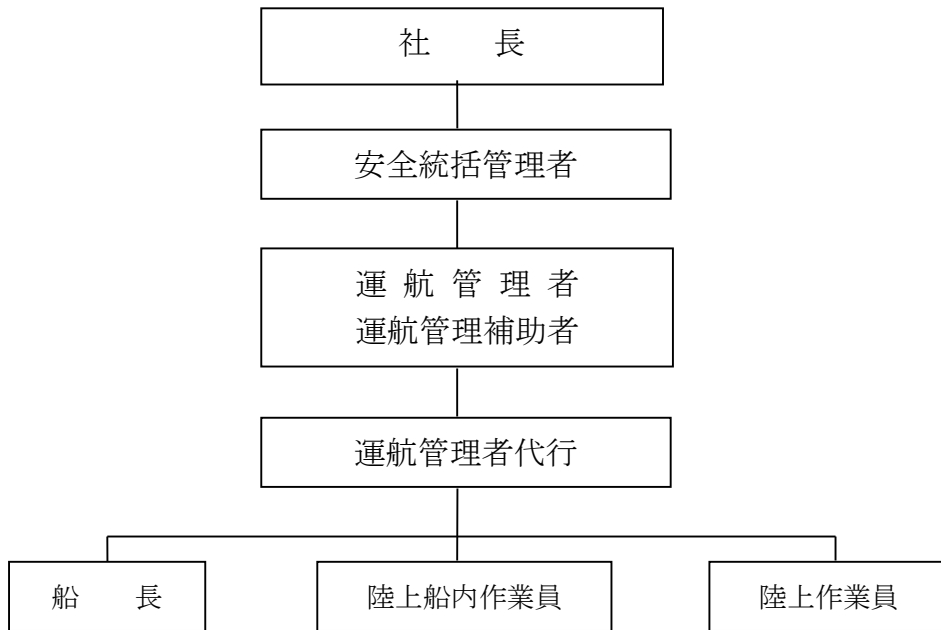 社　　長
安全統括管理者
運 航 管 理 者
運航管理補助者
運航管理者代行
船　　長
陸上船内作業員
陸上作業員